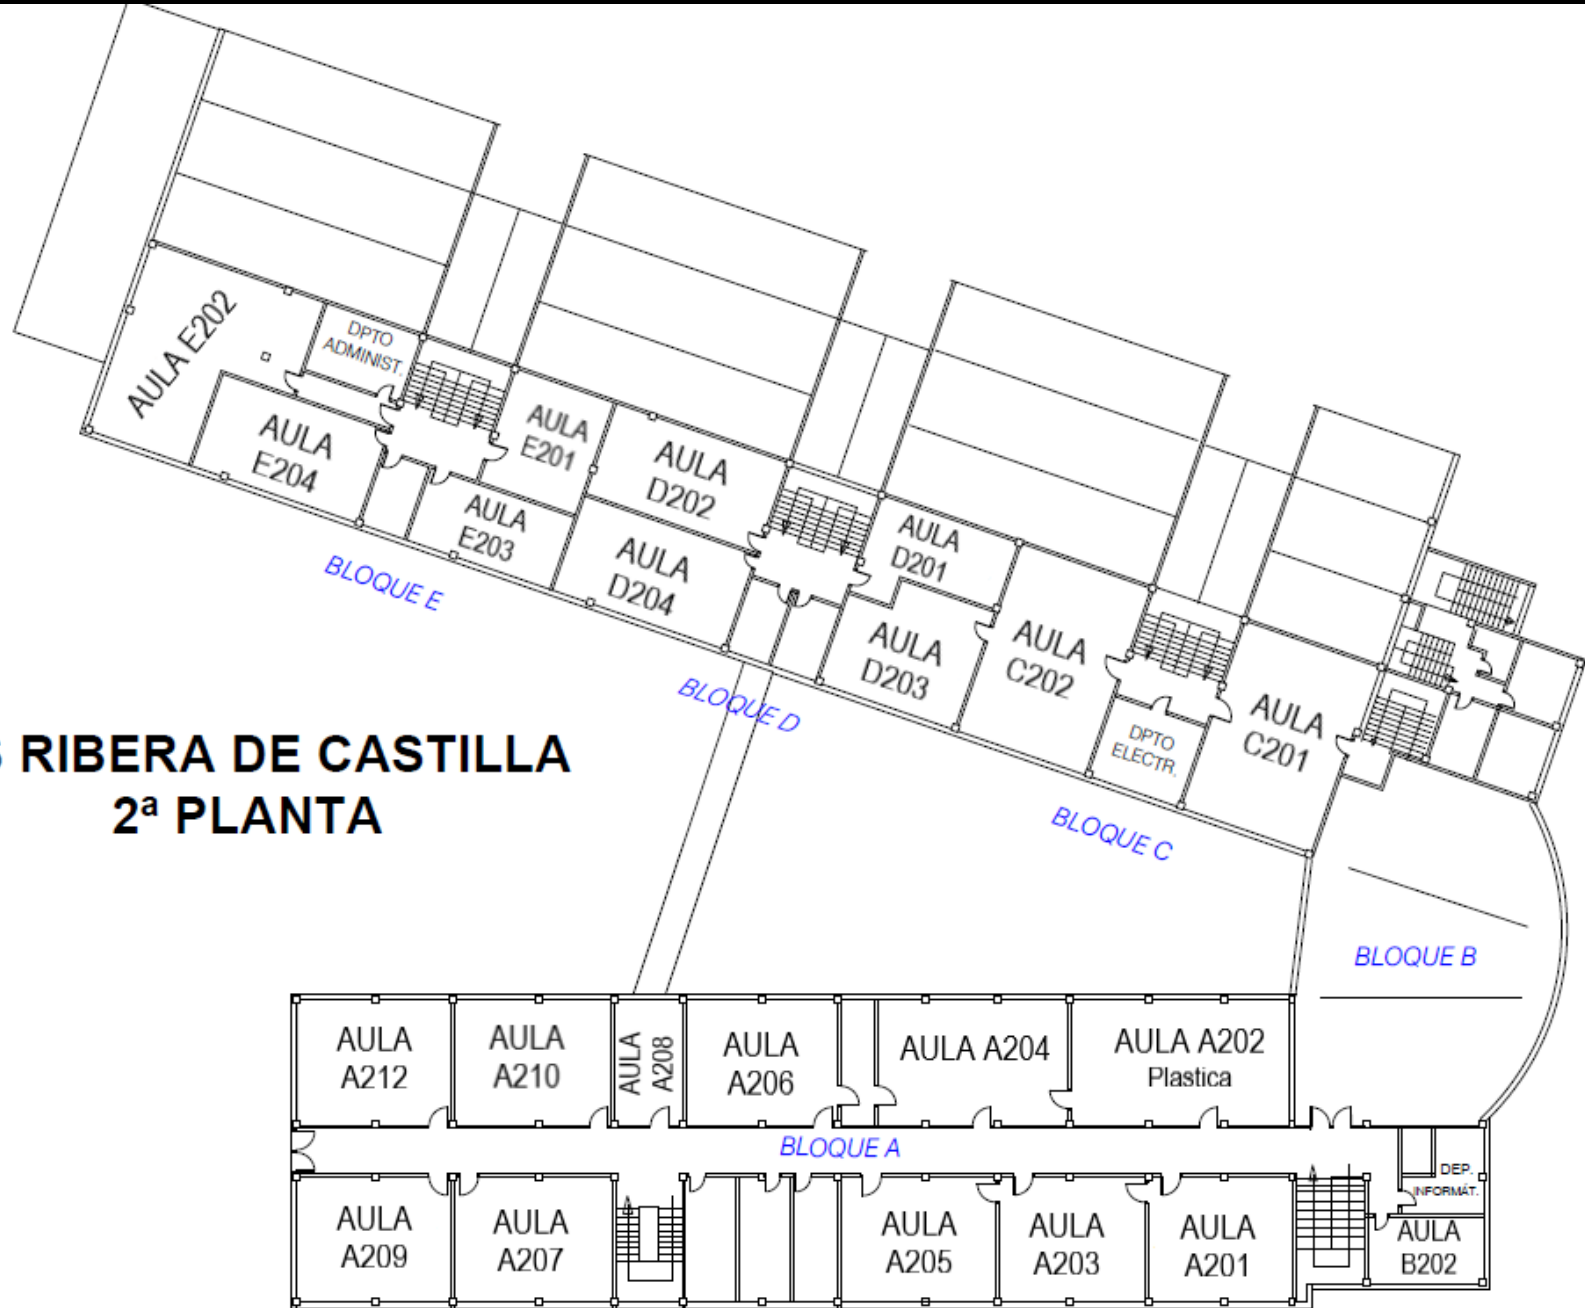 AULA E202
DPTO
ADMINIST.
AULA
E204
AULA
E201
AULA
E203
BLOQUE E
AULA
D202
AULA
D204
AULA
D201
AULA
D203
BLOQUE D
AULA
C202
DPTO
ELECTR.
AULA
C201
BLOQUE C
S RIBERA DE CASTILLA
2ª PLANTA
BLOQUE B
AULA
A212
AULA
A210
AULA
A208
AULA
A206
AULA A204
AULA A202
Plastica
BLOQUE A
DEP.
INFORMÁT.
AULA
A209
AULA
A207
AULA
A205
AULA
A203
AULA
A201
AULA
B202